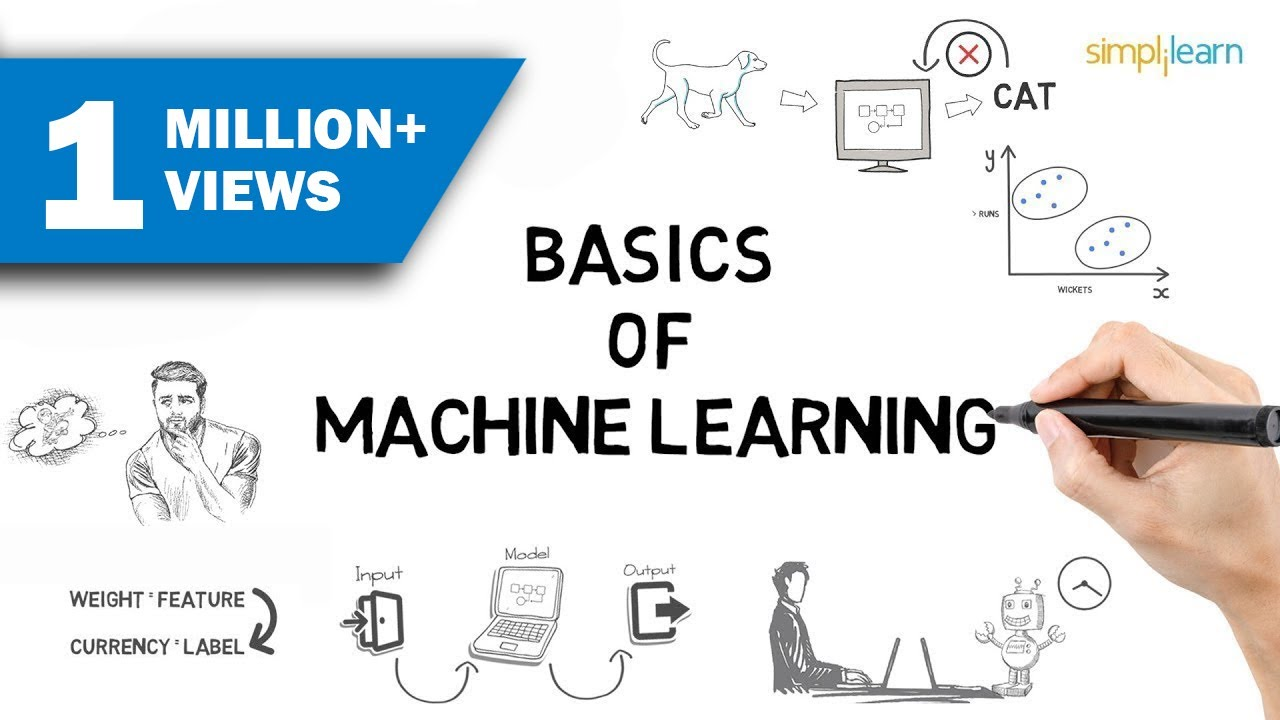 1 MILLION+
VIEWS
simplilearn
CAT
y
> RUNS
WICKETS
x
BASICS
OF
MACHINE LEARNING
WEIGHT = FEATURE
CURRENCY = LABEL
Input
Model
Output